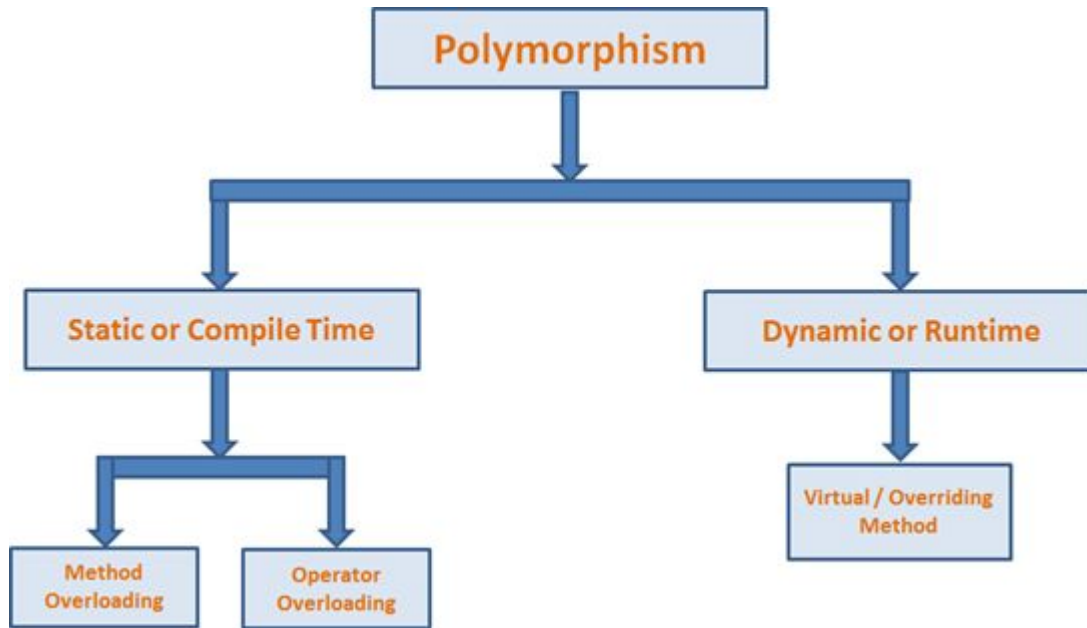 Polymorphism
Static or Compile Time
Dynamic or Runtime
Virtual / Overriding
Method
Method
Overloading
Operator
Overloading